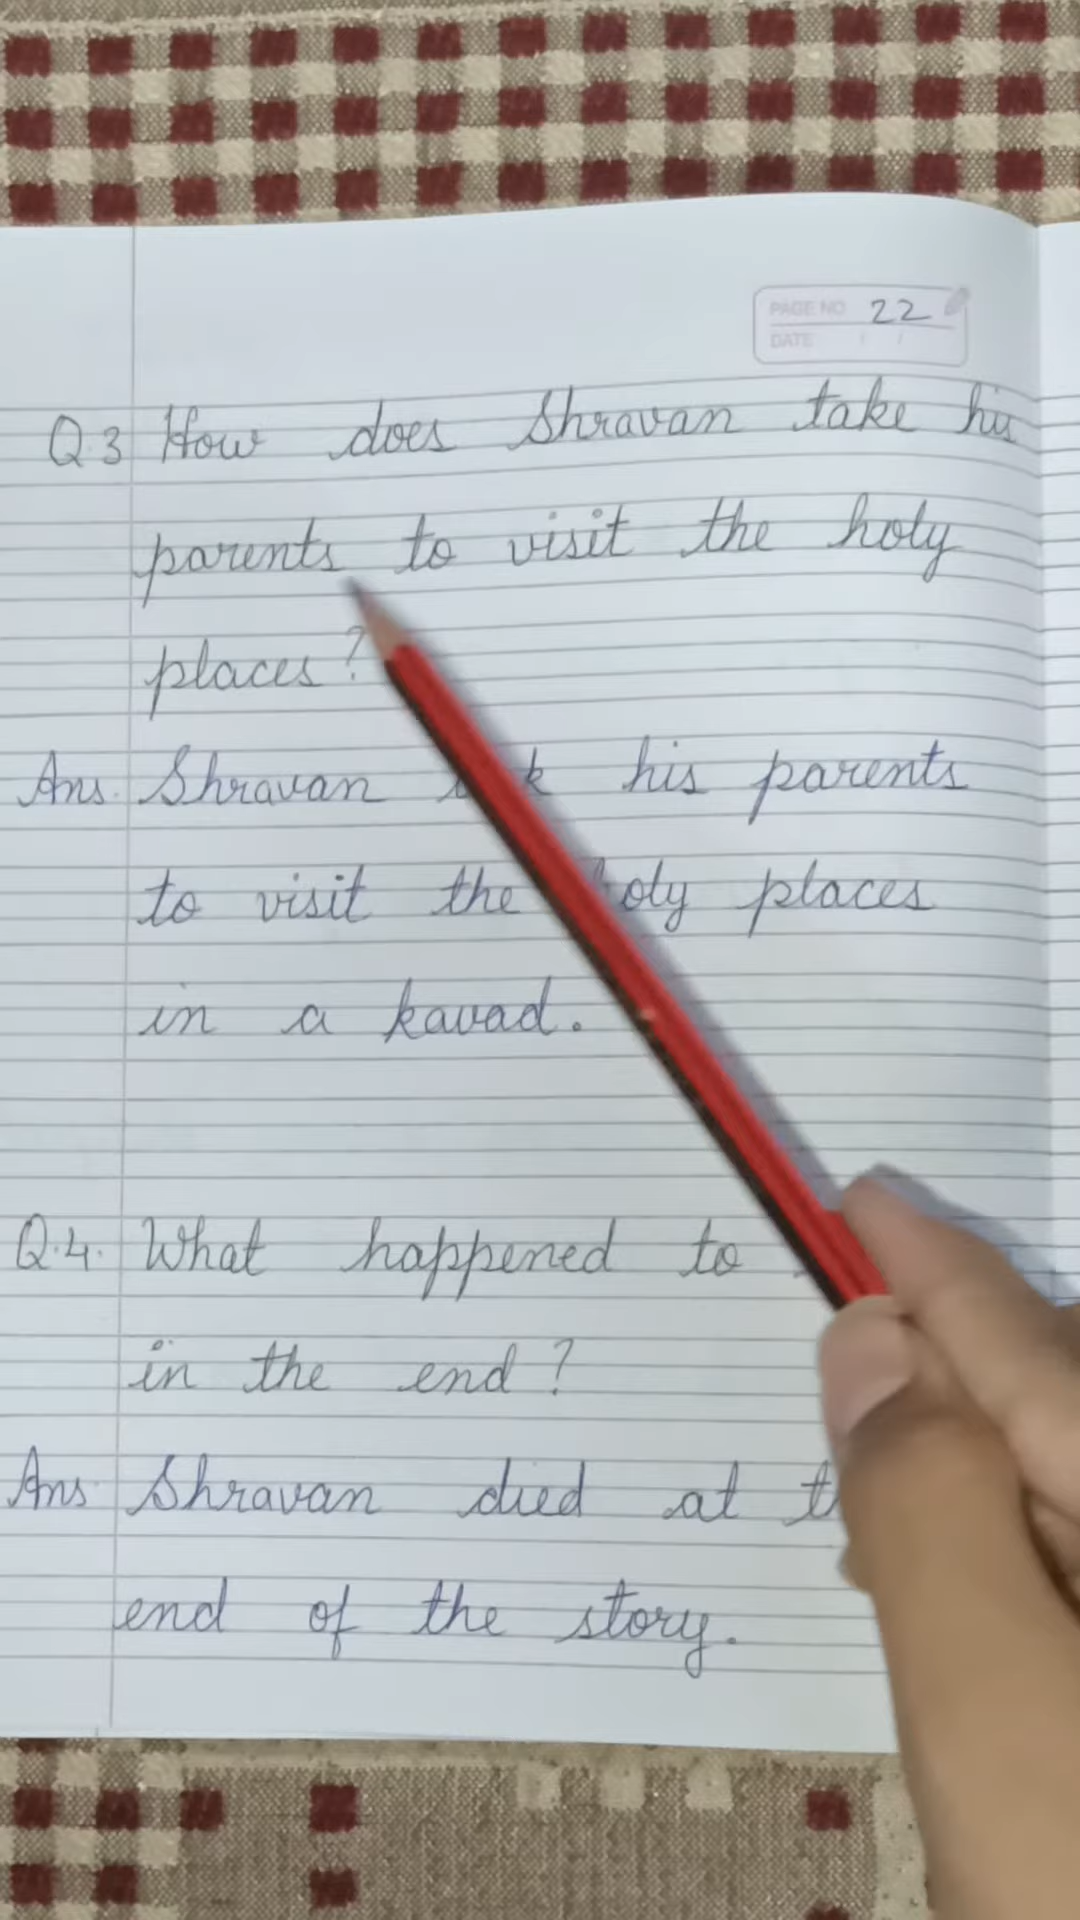 PAGE NO 22
DATE / /
Q.3 How does Shravan take his
parents to visit the holy
places?
Ans. Shravan his parents
to visit the holy places
in a kavad.
Q.4. What happened to
in the end?
Ans Shravan died at
end of the story.